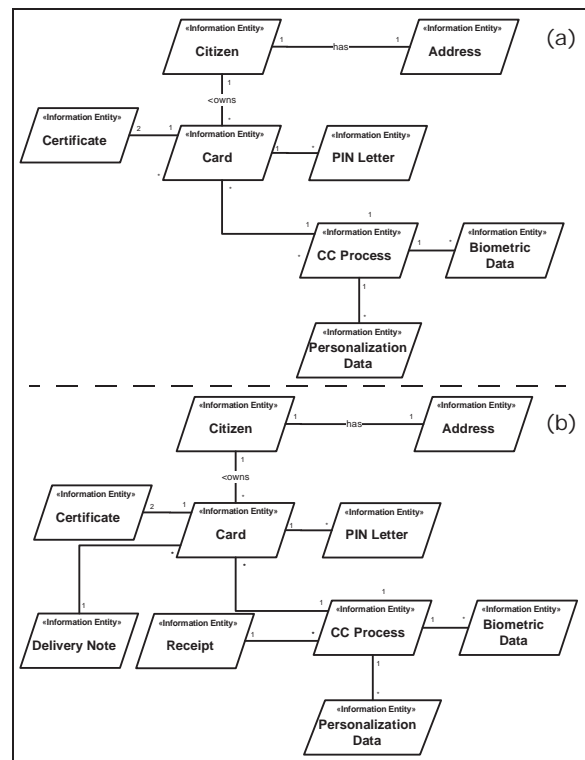 «Information Entity»
Citizen
1
has
1
«Information Entity»
Address
(a)
1
<owns
*
«Information Entity»
Certificate
2
1
«Information Entity»
Card
1
*
«Information Entity»
PIN Letter
*
*
1
1
*
«Information Entity»
CC Process
1
*
«Information Entity»
Biometric
Data
1
*
«Information Entity»
Personalization
Data
«Information Entity»
Citizen
1
has
1
«Information Entity»
Address
(b)
1
<owns
*
«Information Entity»
Certificate
2
1
«Information Entity»
Card
1
*
«Information Entity»
PIN Letter
*
*
1
1
1
«Information Entity»
Delivery Note
«Information Entity»
Receipt
1
*
«Information Entity»
CC Process
1
*
«Information Entity»
Biometric
Data
1
*
«Information Entity»
Personalization
Data